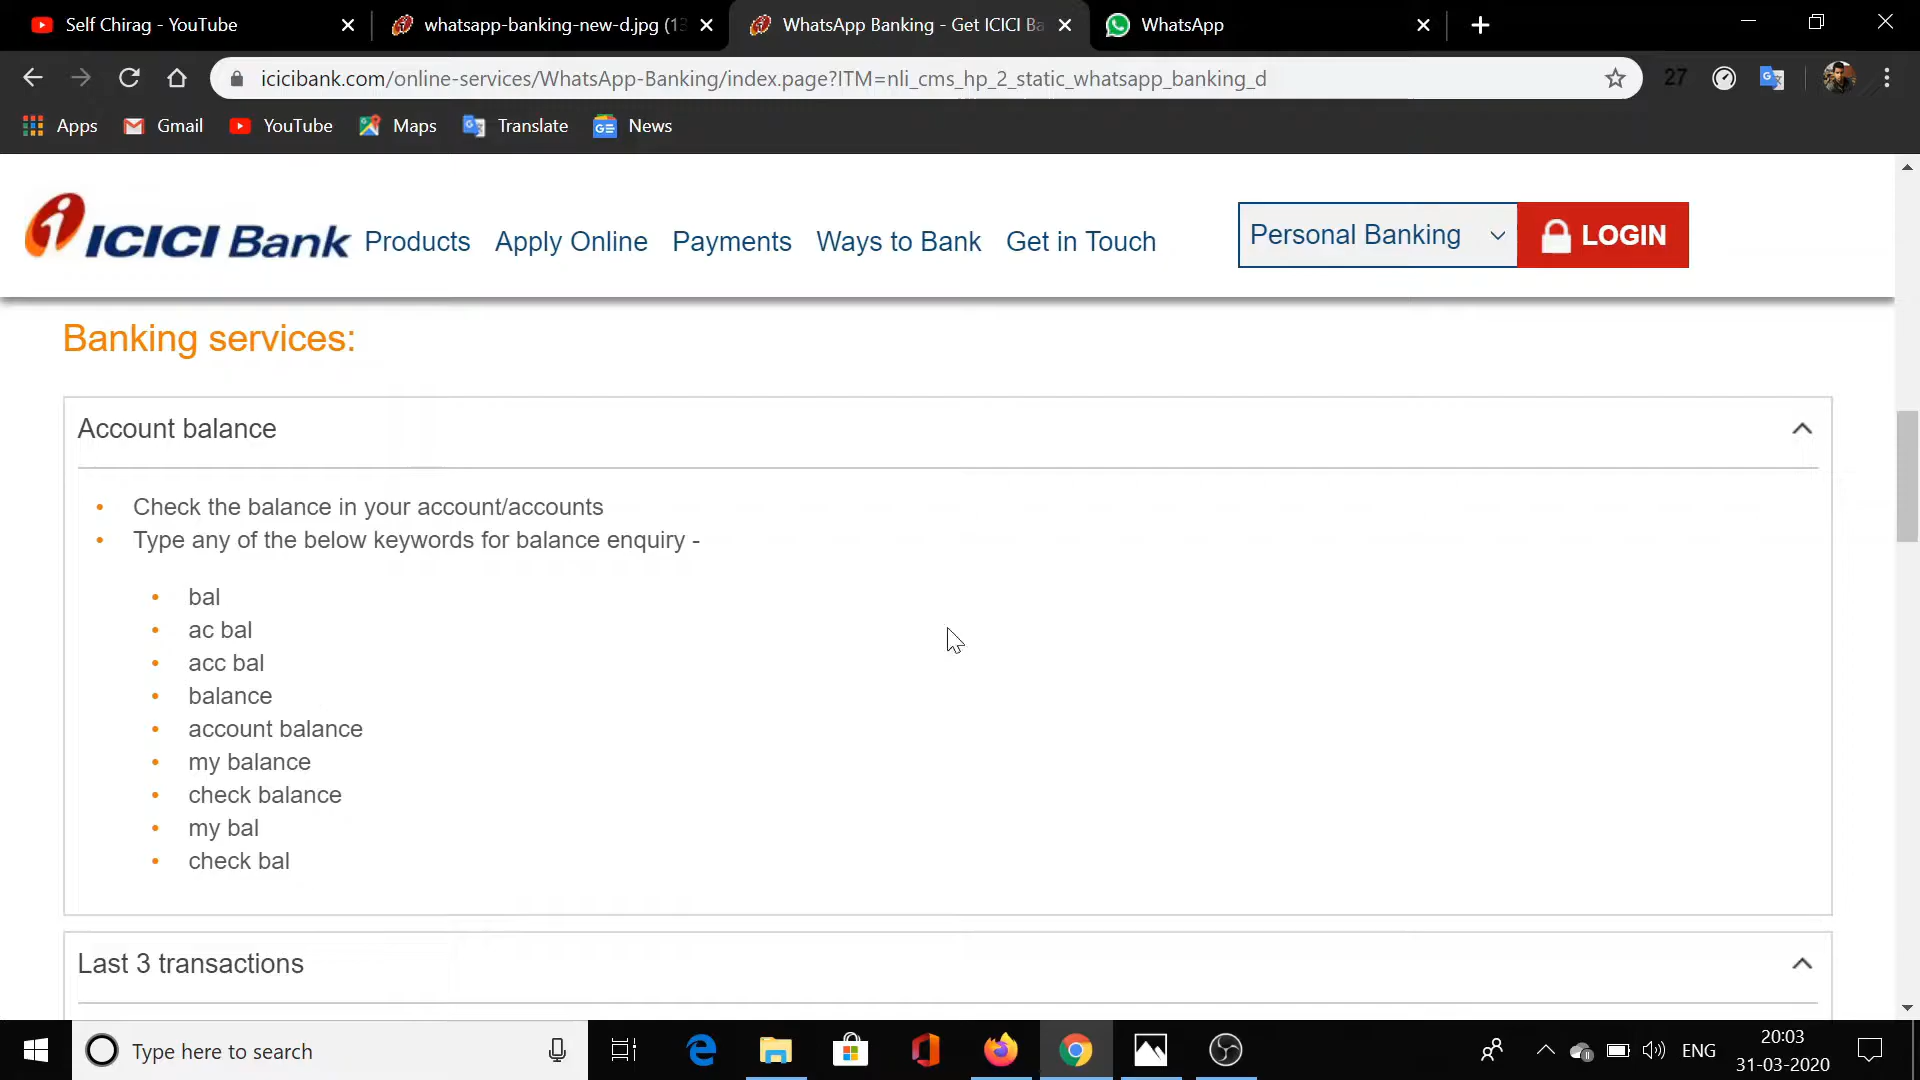 Self Chirag - YouTube
whatsapp-banking-new-d.jpg (13
WhatsApp Banking - Get ICICI Ba
WhatsApp
icicibank.com/online-services/WhatsApp-Banking/index.page?ITM=nli_cms_hp_2_static_whatsapp_banking_d
27
Apps
Gmail
YouTube
Maps
Translate
News
ICICI Bank
Products
Apply Online
Payments
Ways to Bank
Get in Touch
Personal Banking
LOGIN
Banking services:
Account balance
• Check the balance in your account/accounts
• Type any of the below keywords for balance enquiry -
• bal
• ac bal
• acc bal
• balance
• account balance
• my balance
• check balance
• my bal
• check bal
Last 3 transactions
Type here to search
ENG
20:03
31-03-2020